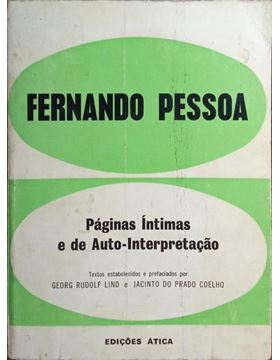 FERNANDO PESSOA
Páginas Íntimas
e de Auto-Interpretação
Textos estabelecidos e prefaciados por
GEORG RUDOLF LIND e JACINTO DO PRADO COELHO
EDIÇÕES ÁTICA